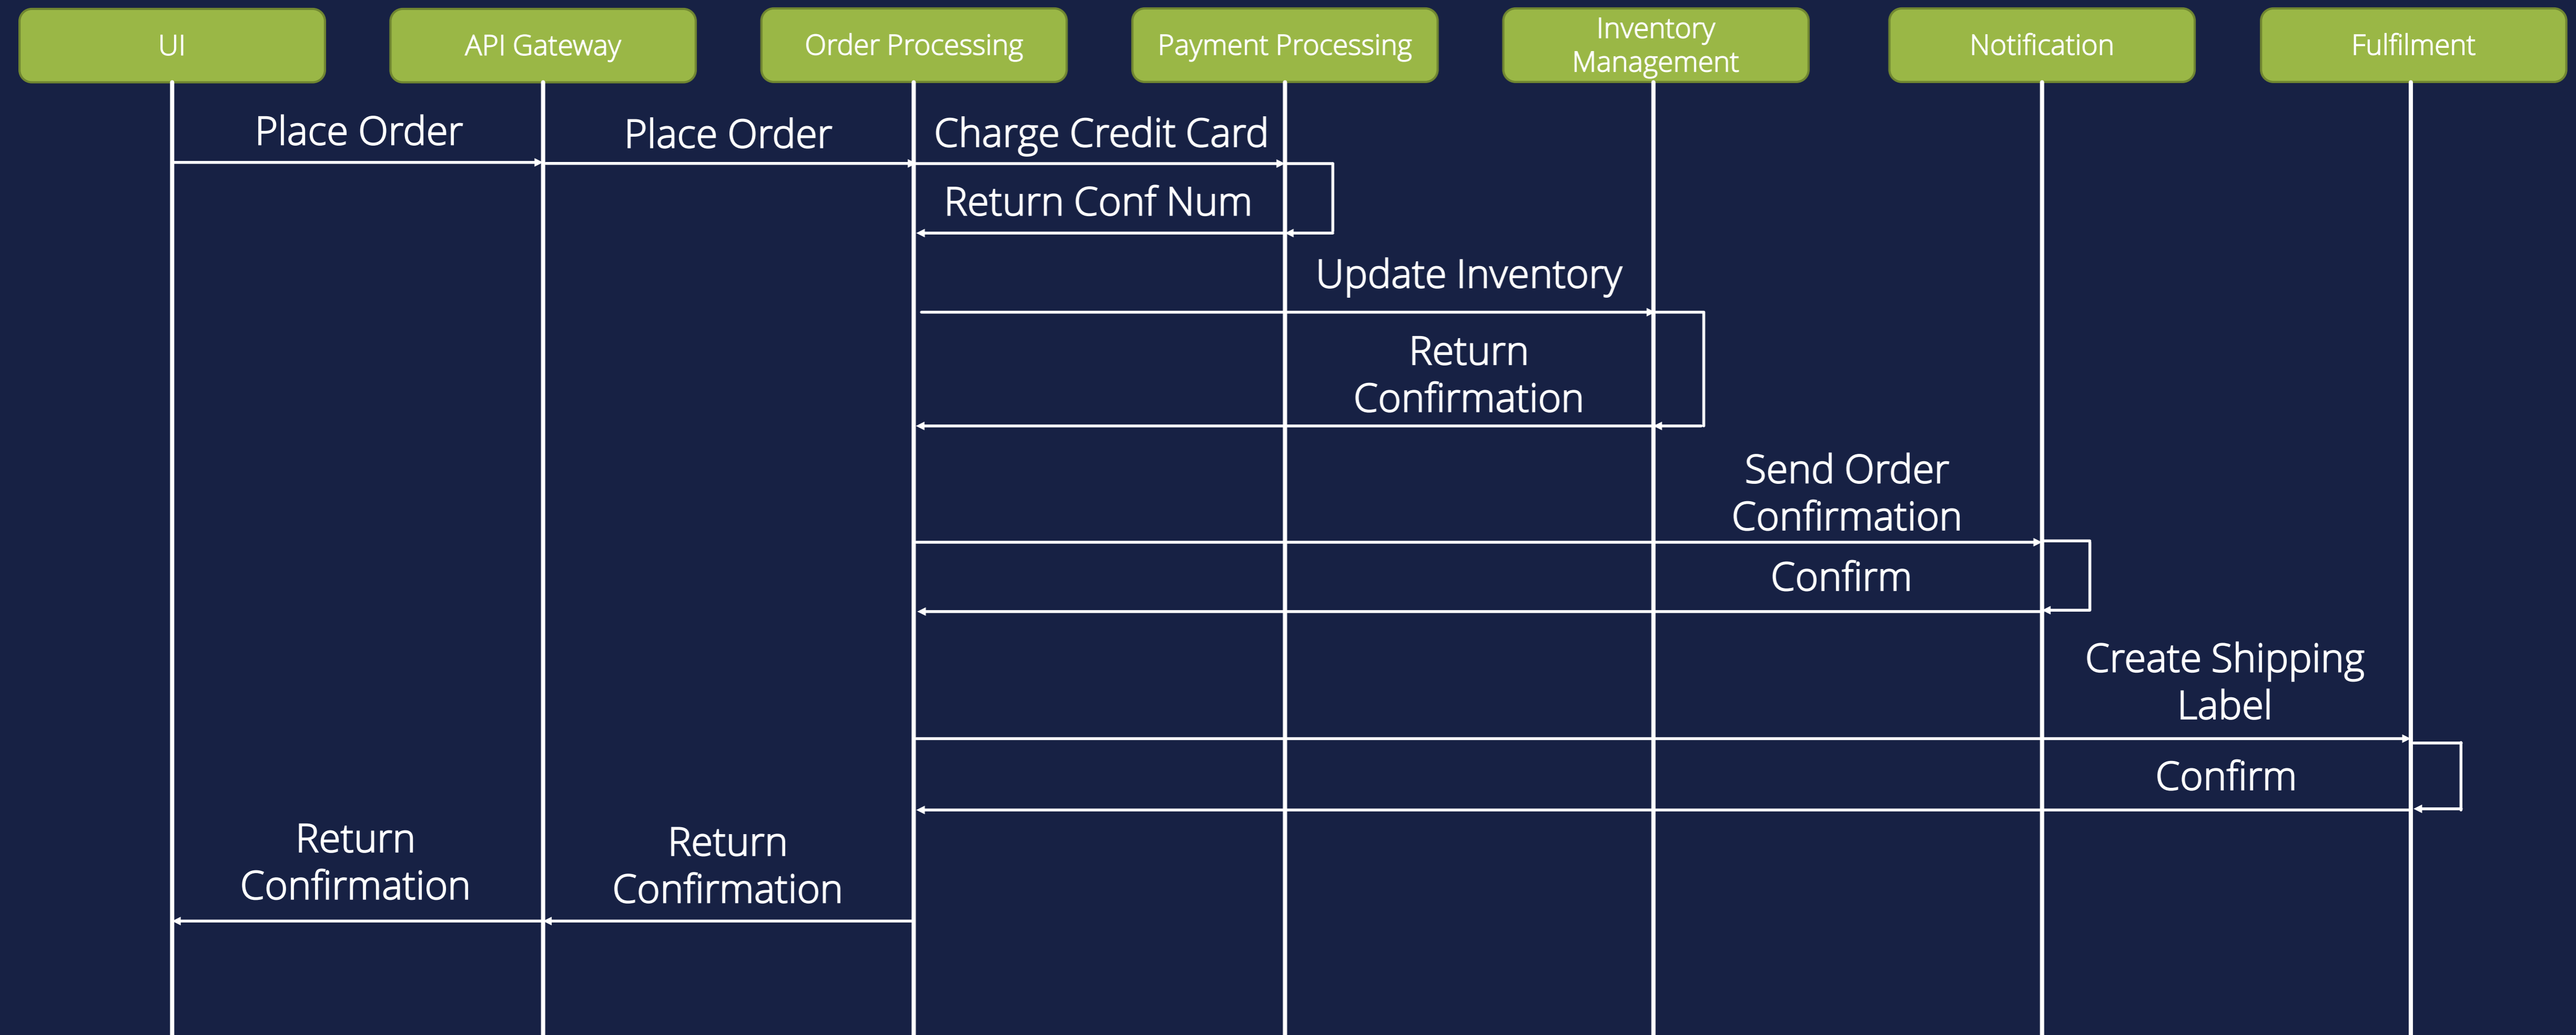 UI
API Gateway
Order Processing
Payment Processing
Inventory
Management
Notification
Fulfilment
Place Order
Place Order
Charge Credit Card
Return Conf Num
Update Inventory
Return
Confirmation
Send Order
Confirmation
Confirm
Create Shipping
Label
Confirm
Return
Confirmation
Return
Confirmation